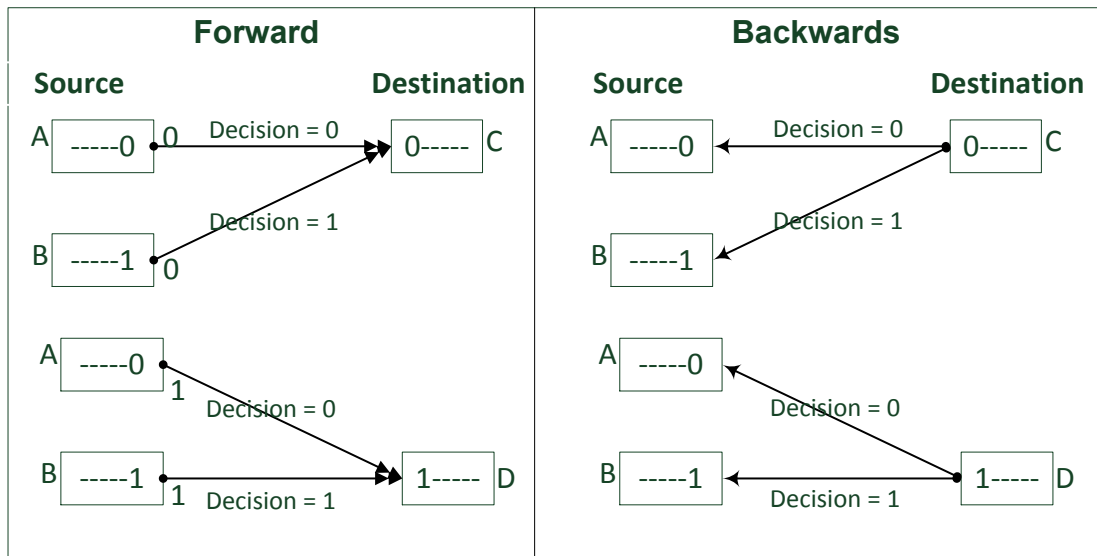 Forward
Source Destination
A -----0 0 Decision = 0 0----- C
Decision = 1
B -----1 0
A -----0 1
Decision = 0
B -----1 1 Decision = 1 1----- D
Backwards
Source Destination
A -----0 Decision = 0 0----- C
Decision = 1
B -----1
A -----0
Decision = 0
B -----1 Decision = 1 1----- D